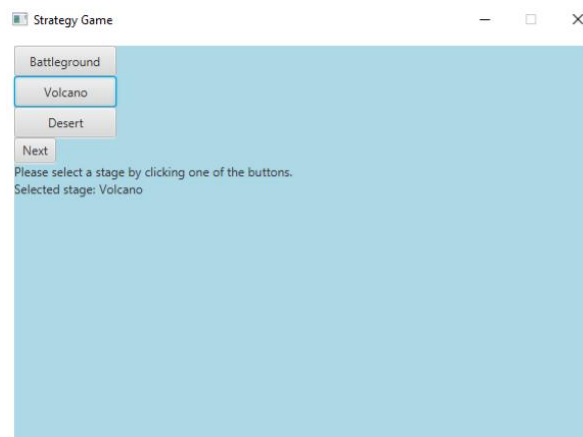 Strategy Game
Battleground
Volcano
Desert
Next
Please select a stage by clicking one of the buttons.
Selected stage: Volcano